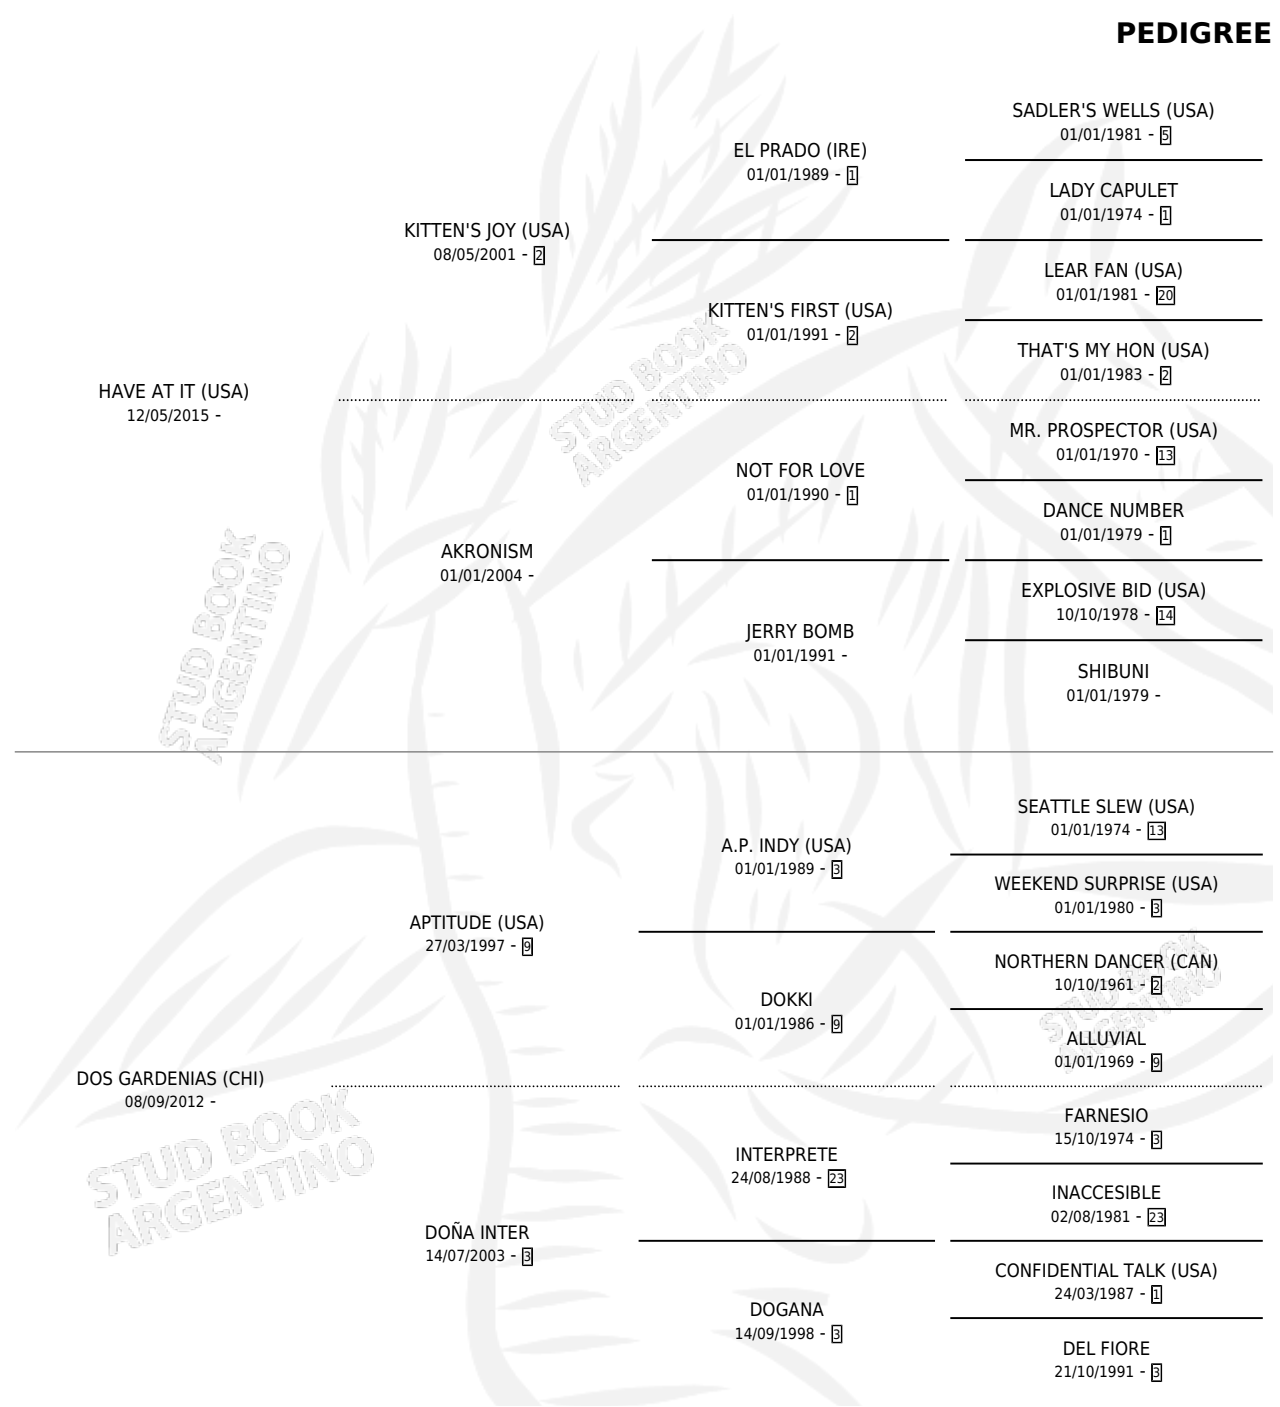 PEDIGREE
SADLER'S WELLS (USA)
01/01/1981 - 5
EL PRADO (IRE)
01/01/1989 - 1
LADY CAPULET
01/01/1974 - 1
KITTEN'S JOY (USA)
08/05/2001 - 2
LEAR FAN (USA)
01/01/1981 - 20
KITTEN'S FIRST (USA)
01/01/1991 - 2
THAT'S MY HON (USA)
01/01/1983 - 2
HAVE AT IT (USA)
12/05/2015 -
MR. PROSPECTOR (USA)
01/01/1970 - 13
NOT FOR LOVE
01/01/1990 - 1
DANCE NUMBER
01/01/1979 - 1
AKRONISM
01/01/2004 -
EXPLOSIVE BID (USA)
10/10/1978 - 14
JERRY BOMB
01/01/1991 -
SHIBUNI
01/01/1979 -
SEATTLE SLEW (USA)
01/01/1974 - 13
A.P. INDY (USA)
01/01/1989 - 3
WEEKEND SURPRISE (USA)
01/01/1980 - 3
APTITUDE (USA)
27/03/1997 - 9
NORTHERN DANCER (CAN)
10/10/1961 - 2
DOKKI
01/01/1986 - 9
ALLUVIAL
01/01/1969 - 9
DOS GARDENIAS (CHI)
08/09/2012 -
FARNESIO
15/10/1974 - 3
INTERPRETE
24/08/1988 - 23
INACCESIBLE
02/08/1981 - 23
DOÑA INTER
14/07/2003 - 3
CONFIDENTIAL TALK (USA)
24/03/1987 - 1
DOGANA
14/09/1998 - 3
DEL FIORE
21/10/1991 - 3
STUD BOOK
ARGENTINO
STUD BOOK
ARGENTINO
STUD BOOK
ARGENTINO
STUD BOOK
ARGENTINO